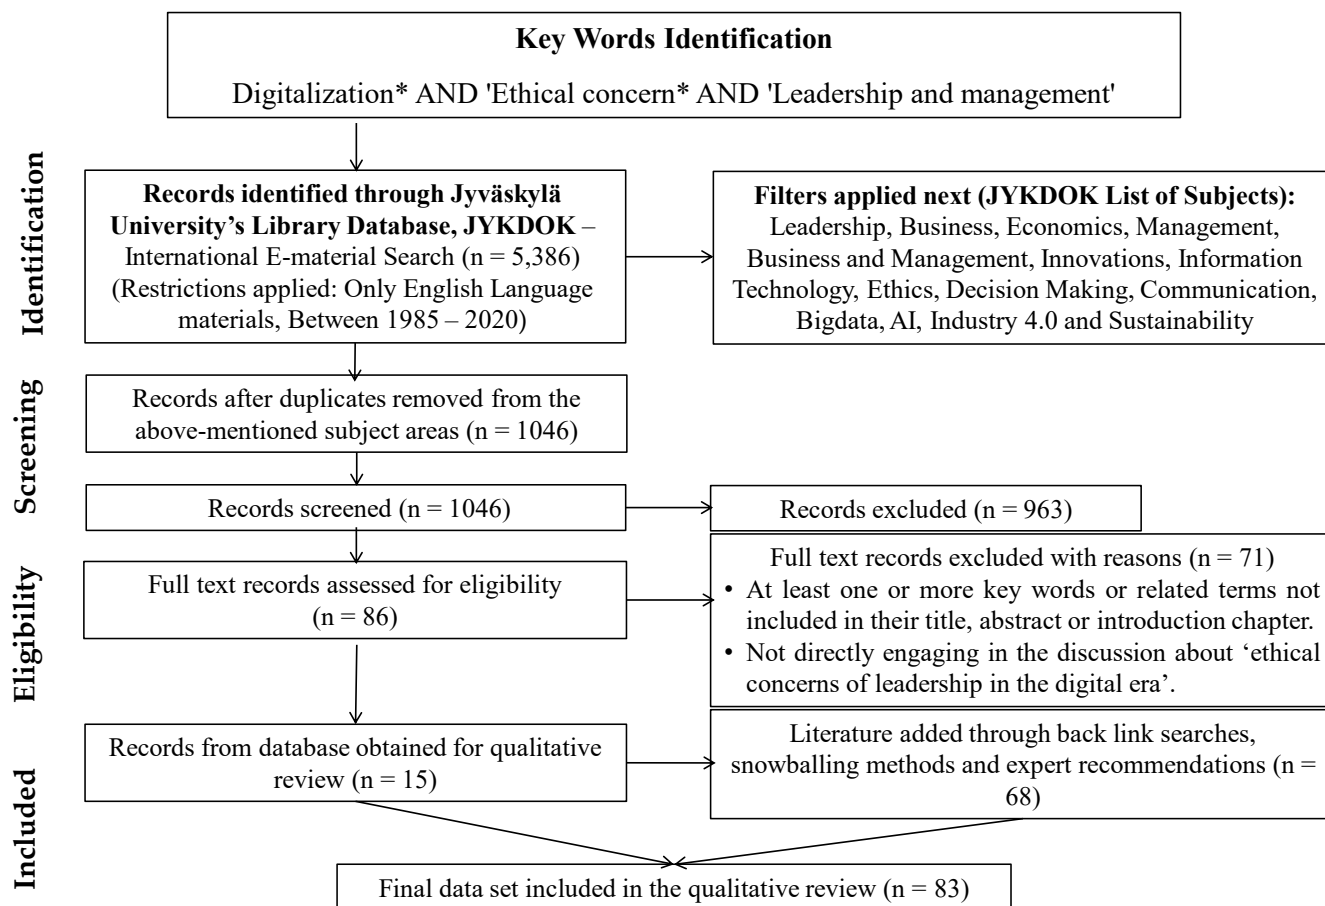 Key Words Identification
Digitalization* AND 'Ethical concern* AND 'Leadership and management'
Identification
Records identified through Jyväskylä
University's Library Database, JYKDOK –
International E-material Search (n = 5,386)
(Restrictions applied: Only English Language
materials, Between 1985 – 2020)
Filters applied next (JYKDOK List of Subjects):
Leadership, Business, Economics, Management,
Business and Management, Innovations, Information
Technology, Ethics, Decision Making, Communication,
Bigdata, AI, Industry 4.0 and Sustainability
Screening
Records after duplicates removed from the
above-mentioned subject areas (n = 1046)
Records screened (n = 1046)
Records excluded (n = 963)
Eligibility
Full text records assessed for eligibility
(n = 86)
Full text records excluded with reasons (n = 71)
• At least one or more key words or related terms not
included in their title, abstract or introduction chapter.
• Not directly engaging in the discussion about ‘ethical
concerns of leadership in the digital era’.
Included
Records from database obtained for qualitative
review (n = 15)
Literature added through back link searches,
snowballing methods and expert recommendations (n =
68)
Final data set included in the qualitative review (n = 83)